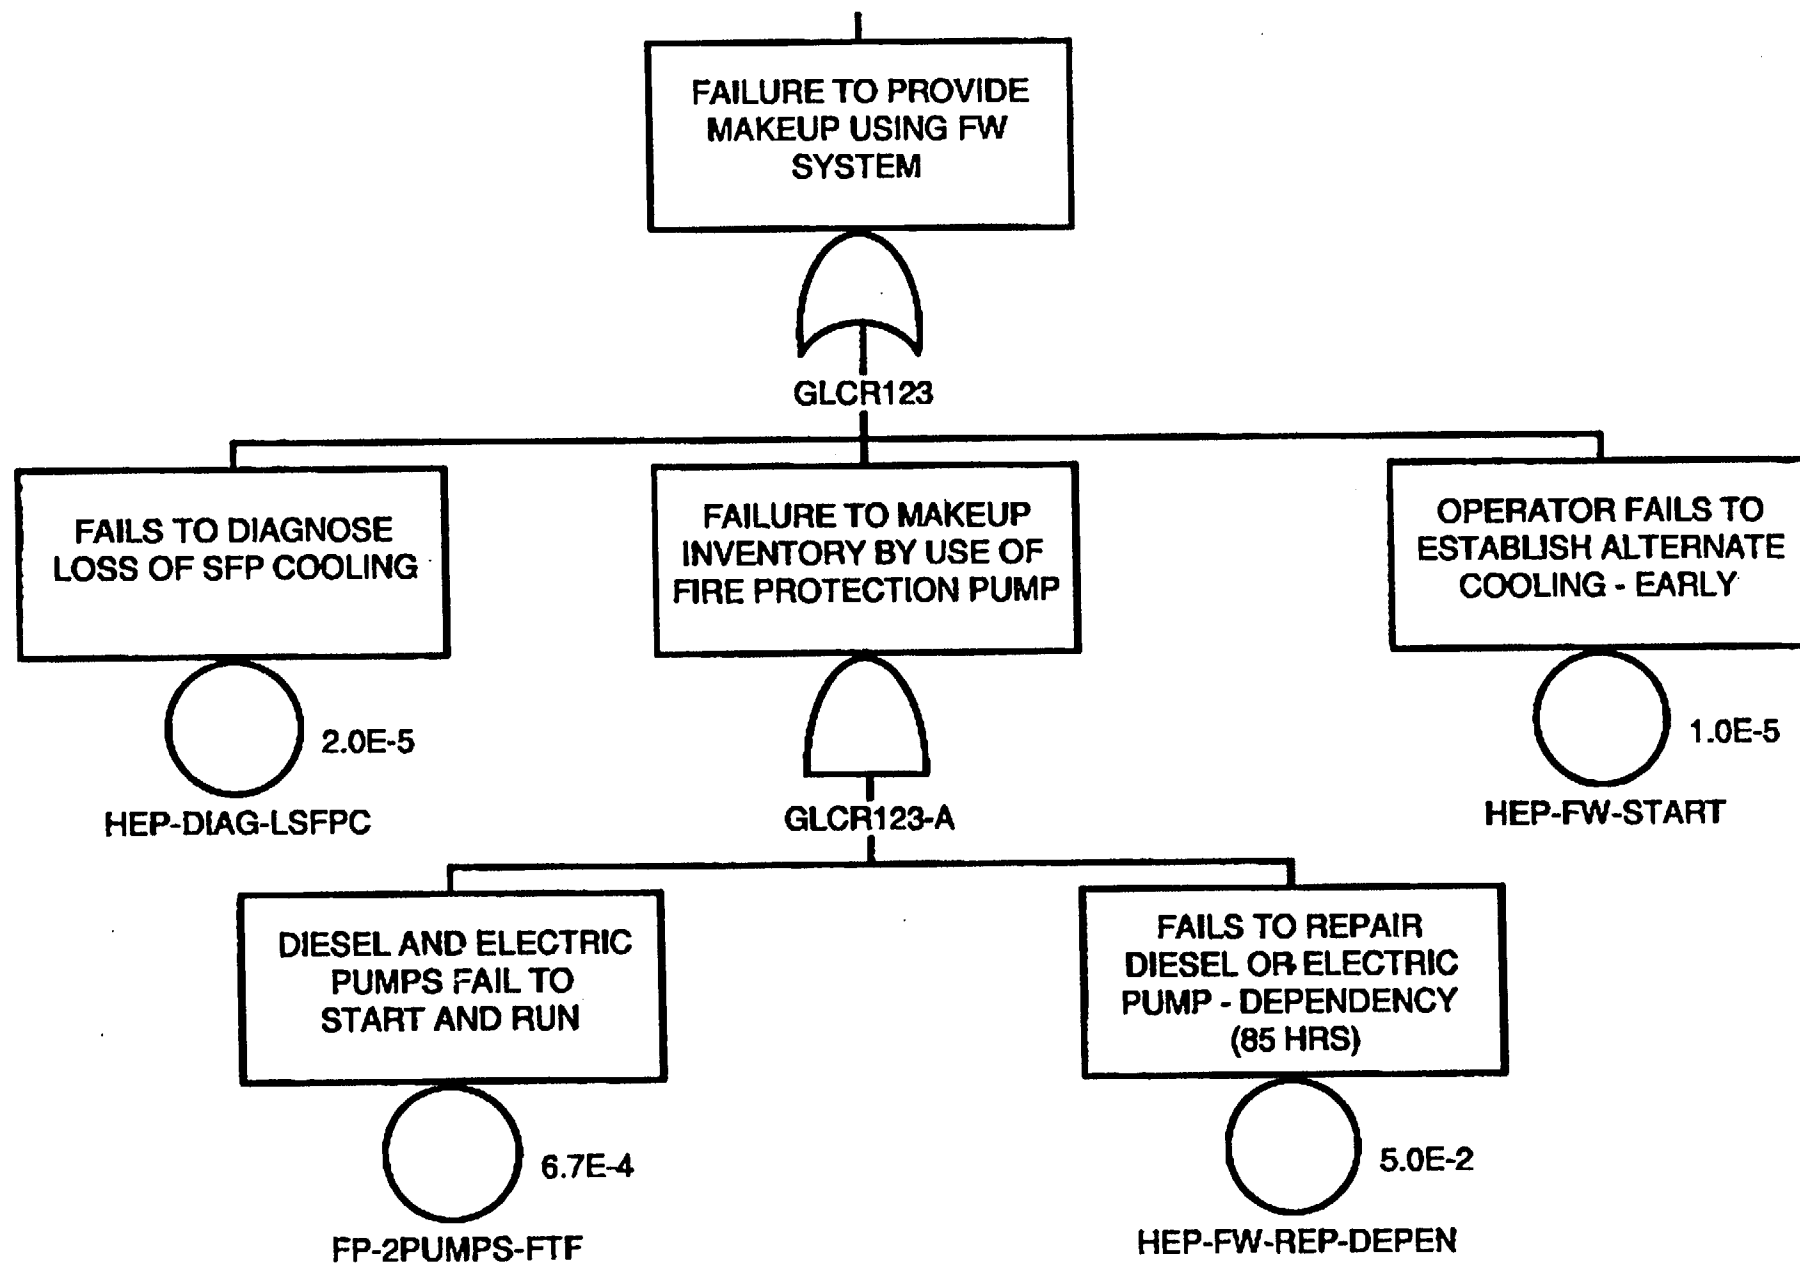 FAILURE TO PROVIDE
MAKEUP USING FW
SYSTEM
GLCR123
FAILS TO DIAGNOSE
LOSS OF SFP COOLING
2.0E-5
HEP-DIAG-LSFPC
FAILURE TO MAKEUP
INVENTORY BY USE OF
FIRE PROTECTION PUMP
GLCR123-A
OPERATOR FAILS TO
ESTABLISH ALTERNATE
COOLING - EARLY
1.0E-5
HEP-FW-START
DIESEL AND ELECTRIC
PUMPS FAIL TO
START AND RUN
6.7E-4
FP-2PUMPS-FTF
FAILS TO REPAIR
DIESEL OR ELECTRIC
PUMP - DEPENDENCY
(85 HRS)
5.0E-2
HEP-FW-REP-DEPEN